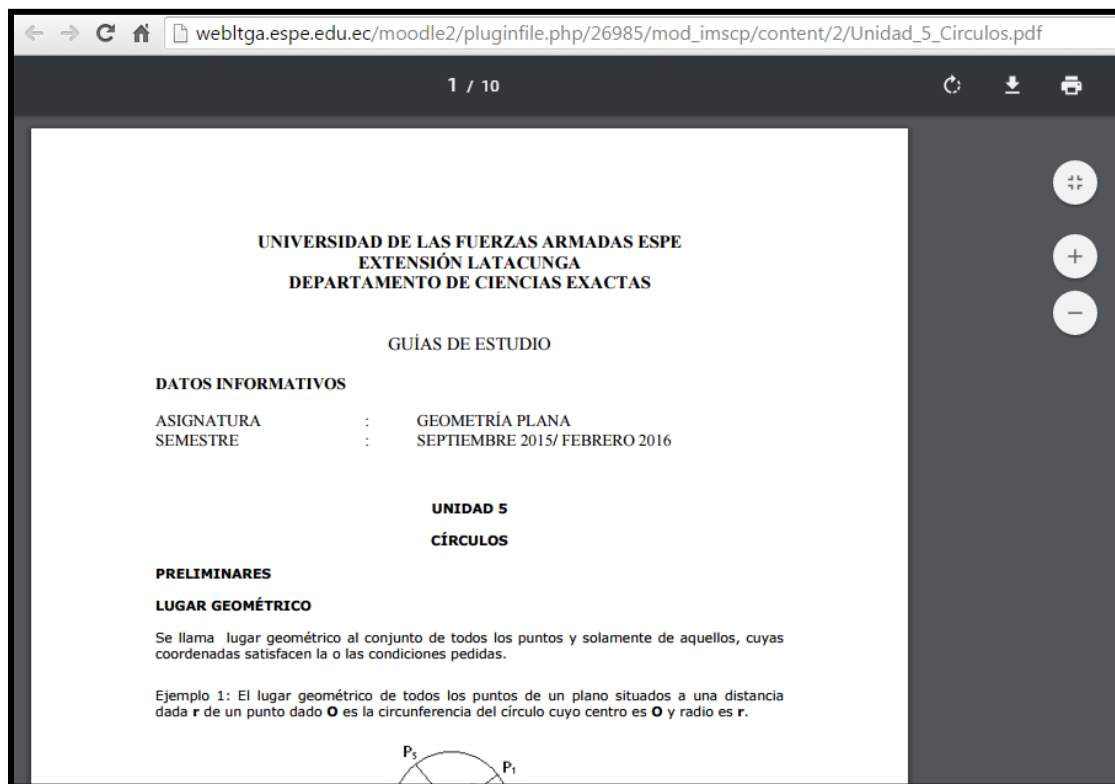 webltga.espe.edu.ec/moodle2/pluginfile.php/26985/mod_imscp/content/2/Unidad_5_Circulos.pdf
1 / 10
UNIVERSIDAD DE LAS FUERZAS ARMADAS ESPE
EXTENSIÓN LATACUNGA
DEPARTAMENTO DE CIENCIAS EXACTAS
GUÍAS DE ESTUDIO
DATOS INFORMATIVOS
ASIGNATURA : GEOMETRÍA PLANA
SEMESTRE : SEPTIEMBRE 2015/ FEBRERO 2016
UNIDAD 5
CÍRCULOS
PRELIMINARES
LUGAR GEOMÉTRICO
Se llama lugar geométrico al conjunto de todos los puntos y solamente de aquellos, cuyas
coordenadas satisfacen la o las condiciones pedidas.
Ejemplo 1: El lugar geométrico de todos los puntos de un plano situados a una distancia
dada r de un punto dado O es la circunferencia del círculo cuyo centro es O y radio es r.
P₅
P₁